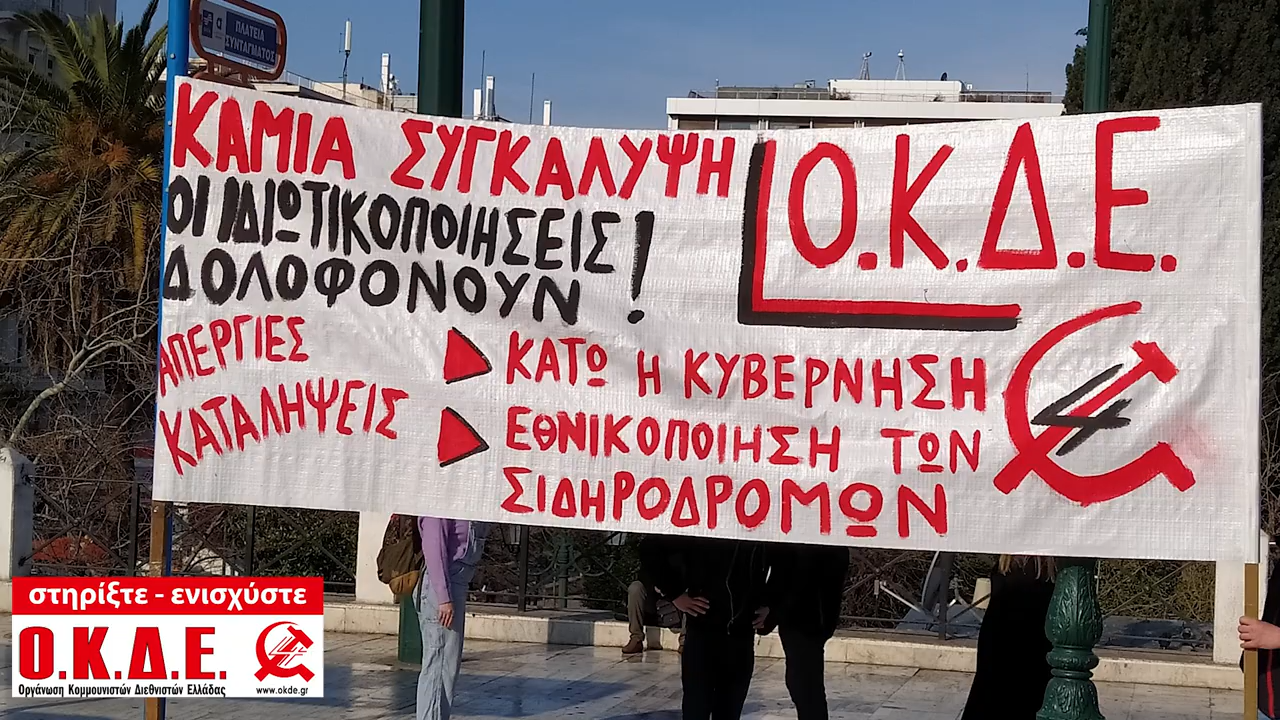 ΠΛΑΤΕΙΑ
ΣΥΝΤΑΓΜΑΤΟΣ
ΚΑΜΙΑ ΣΥΓΚΑΛΥΨΗ
ΟΙ ΙΔΙΩΤΙΚΟΠΟΙΗΣΕΙΣ
ΔΟΛΟΦΟΝΟΥΝ!
Ο.Κ.Δ.Ε.
ΑΠΕΡΓΙΕΣ
ΚΑΤΑΛΗΨΕΙΣ
ΚΑΤΩ Η ΚΥΒΕΡΝΗΣΗ
ΕΘΝΙΚΟΠΟΙΗΣΗ ΤΩΝ
ΣΙΔΗΡΟΔΡΟΜΩΝ
4
στηρίξτε - ενισχύστε
Ο.Κ.Δ.Ε.
Οργάνωση Κομμουνιστών Διεθνιστών Ελλάδας
www.okde.gr